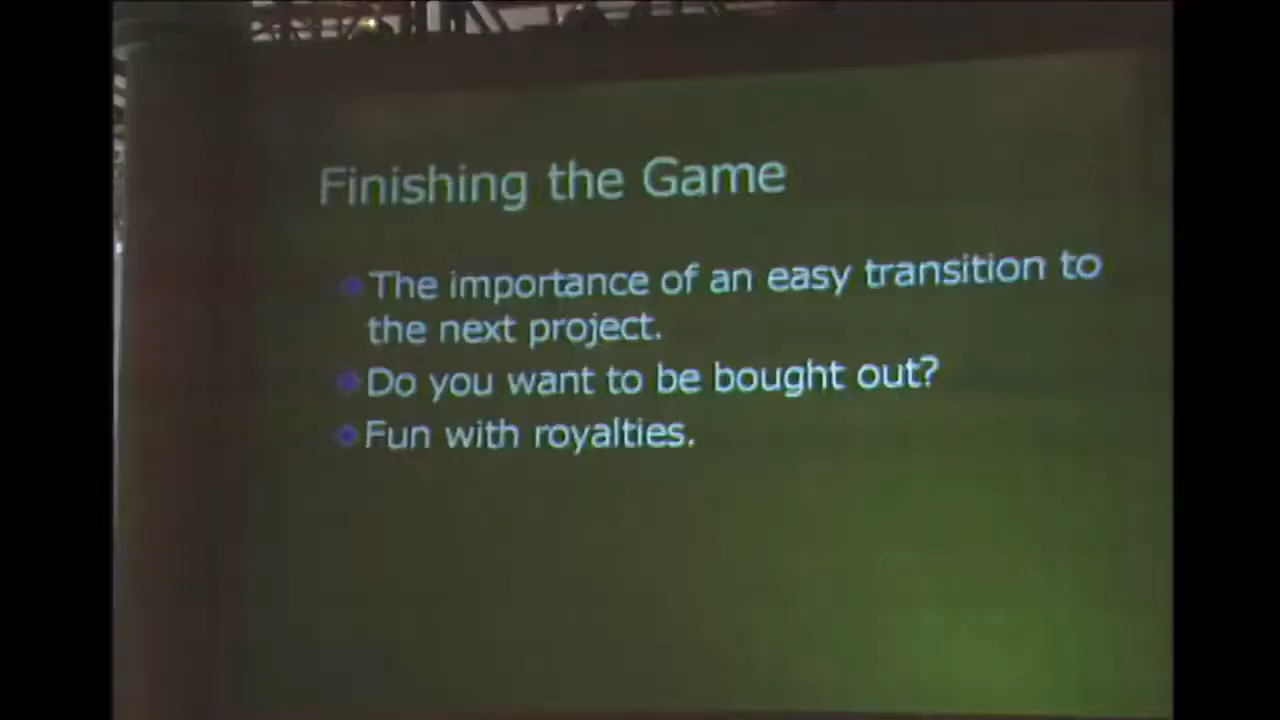 Finishing the Game
The importance of an easy transition to
the next project.
Do you want to be bought out?
Fun with royalties.